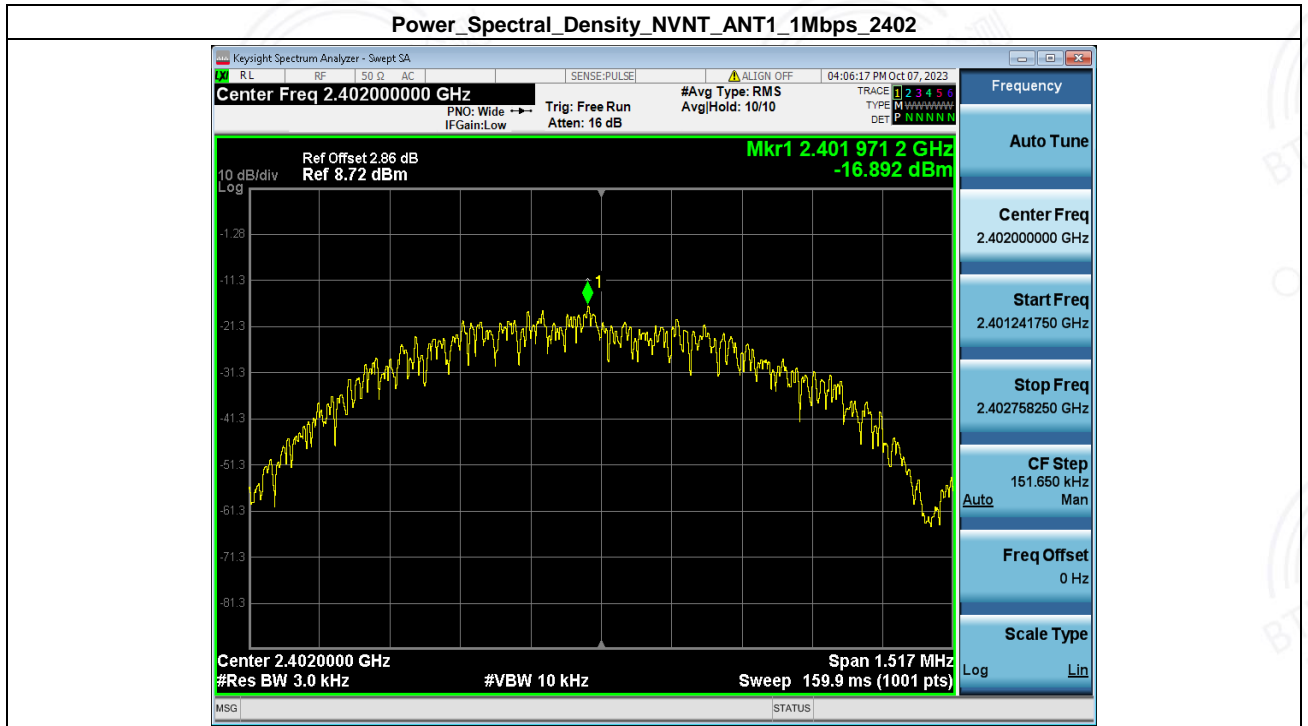 Power_Spectral_Density_NVNT_ANT1_1Mbps_2402
Keysight Spectrum Analyzer - Swept SA
LXI RL RF 50 Ω AC SENSE:PULSE ALIGN OFF 04:06:17 PM Oct 07, 2023
Center Freq 2.402000000 GHz
PNO: Wide
IFGain:Low
Trig: Free Run
Atten: 16 dB
#Avg Type: RMS
Avg|Hold: 10/10
TRACE 1 2 3 4 5 6
TYPE M WWWWW
DET P N N N N N
Mkr1 2.401 971 2 GHz
-16.892 dBm
Ref Offset 2.86 dB
10 dB/div Ref 8.72 dBm
Log
-1.28
-11.3
1
-21.3
-31.3
-41.3
-51.3
-61.3
-71.3
-81.3
Center 2.4020000 GHz Span 1.517 MHz
#Res BW 3.0 kHz #VBW 10 kHz Sweep 159.9 ms (1001 pts)
MSG STATUS
Frequency
Auto Tune
Center Freq
2.402000000 GHz
Start Freq
2.401241750 GHz
Stop Freq
2.402758250 GHz
CF Step
151.650 kHz
Auto Man
Freq Offset
0 Hz
Scale Type
Log Lin